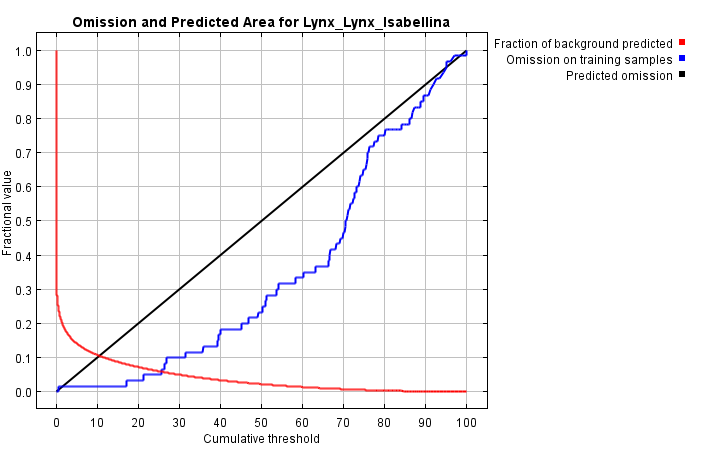 Omission and Predicted Area for Lynx_Lynx_Isabellina
Fraction of background predicted
Omission on training samples
Predicted omission
Fractional value
1.0
0.9
0.8
0.7
0.6
0.5
0.4
0.3
0.2
0.1
0.0
0 10 20 30 40 50 60 70 80 90 100
Cumulative threshold